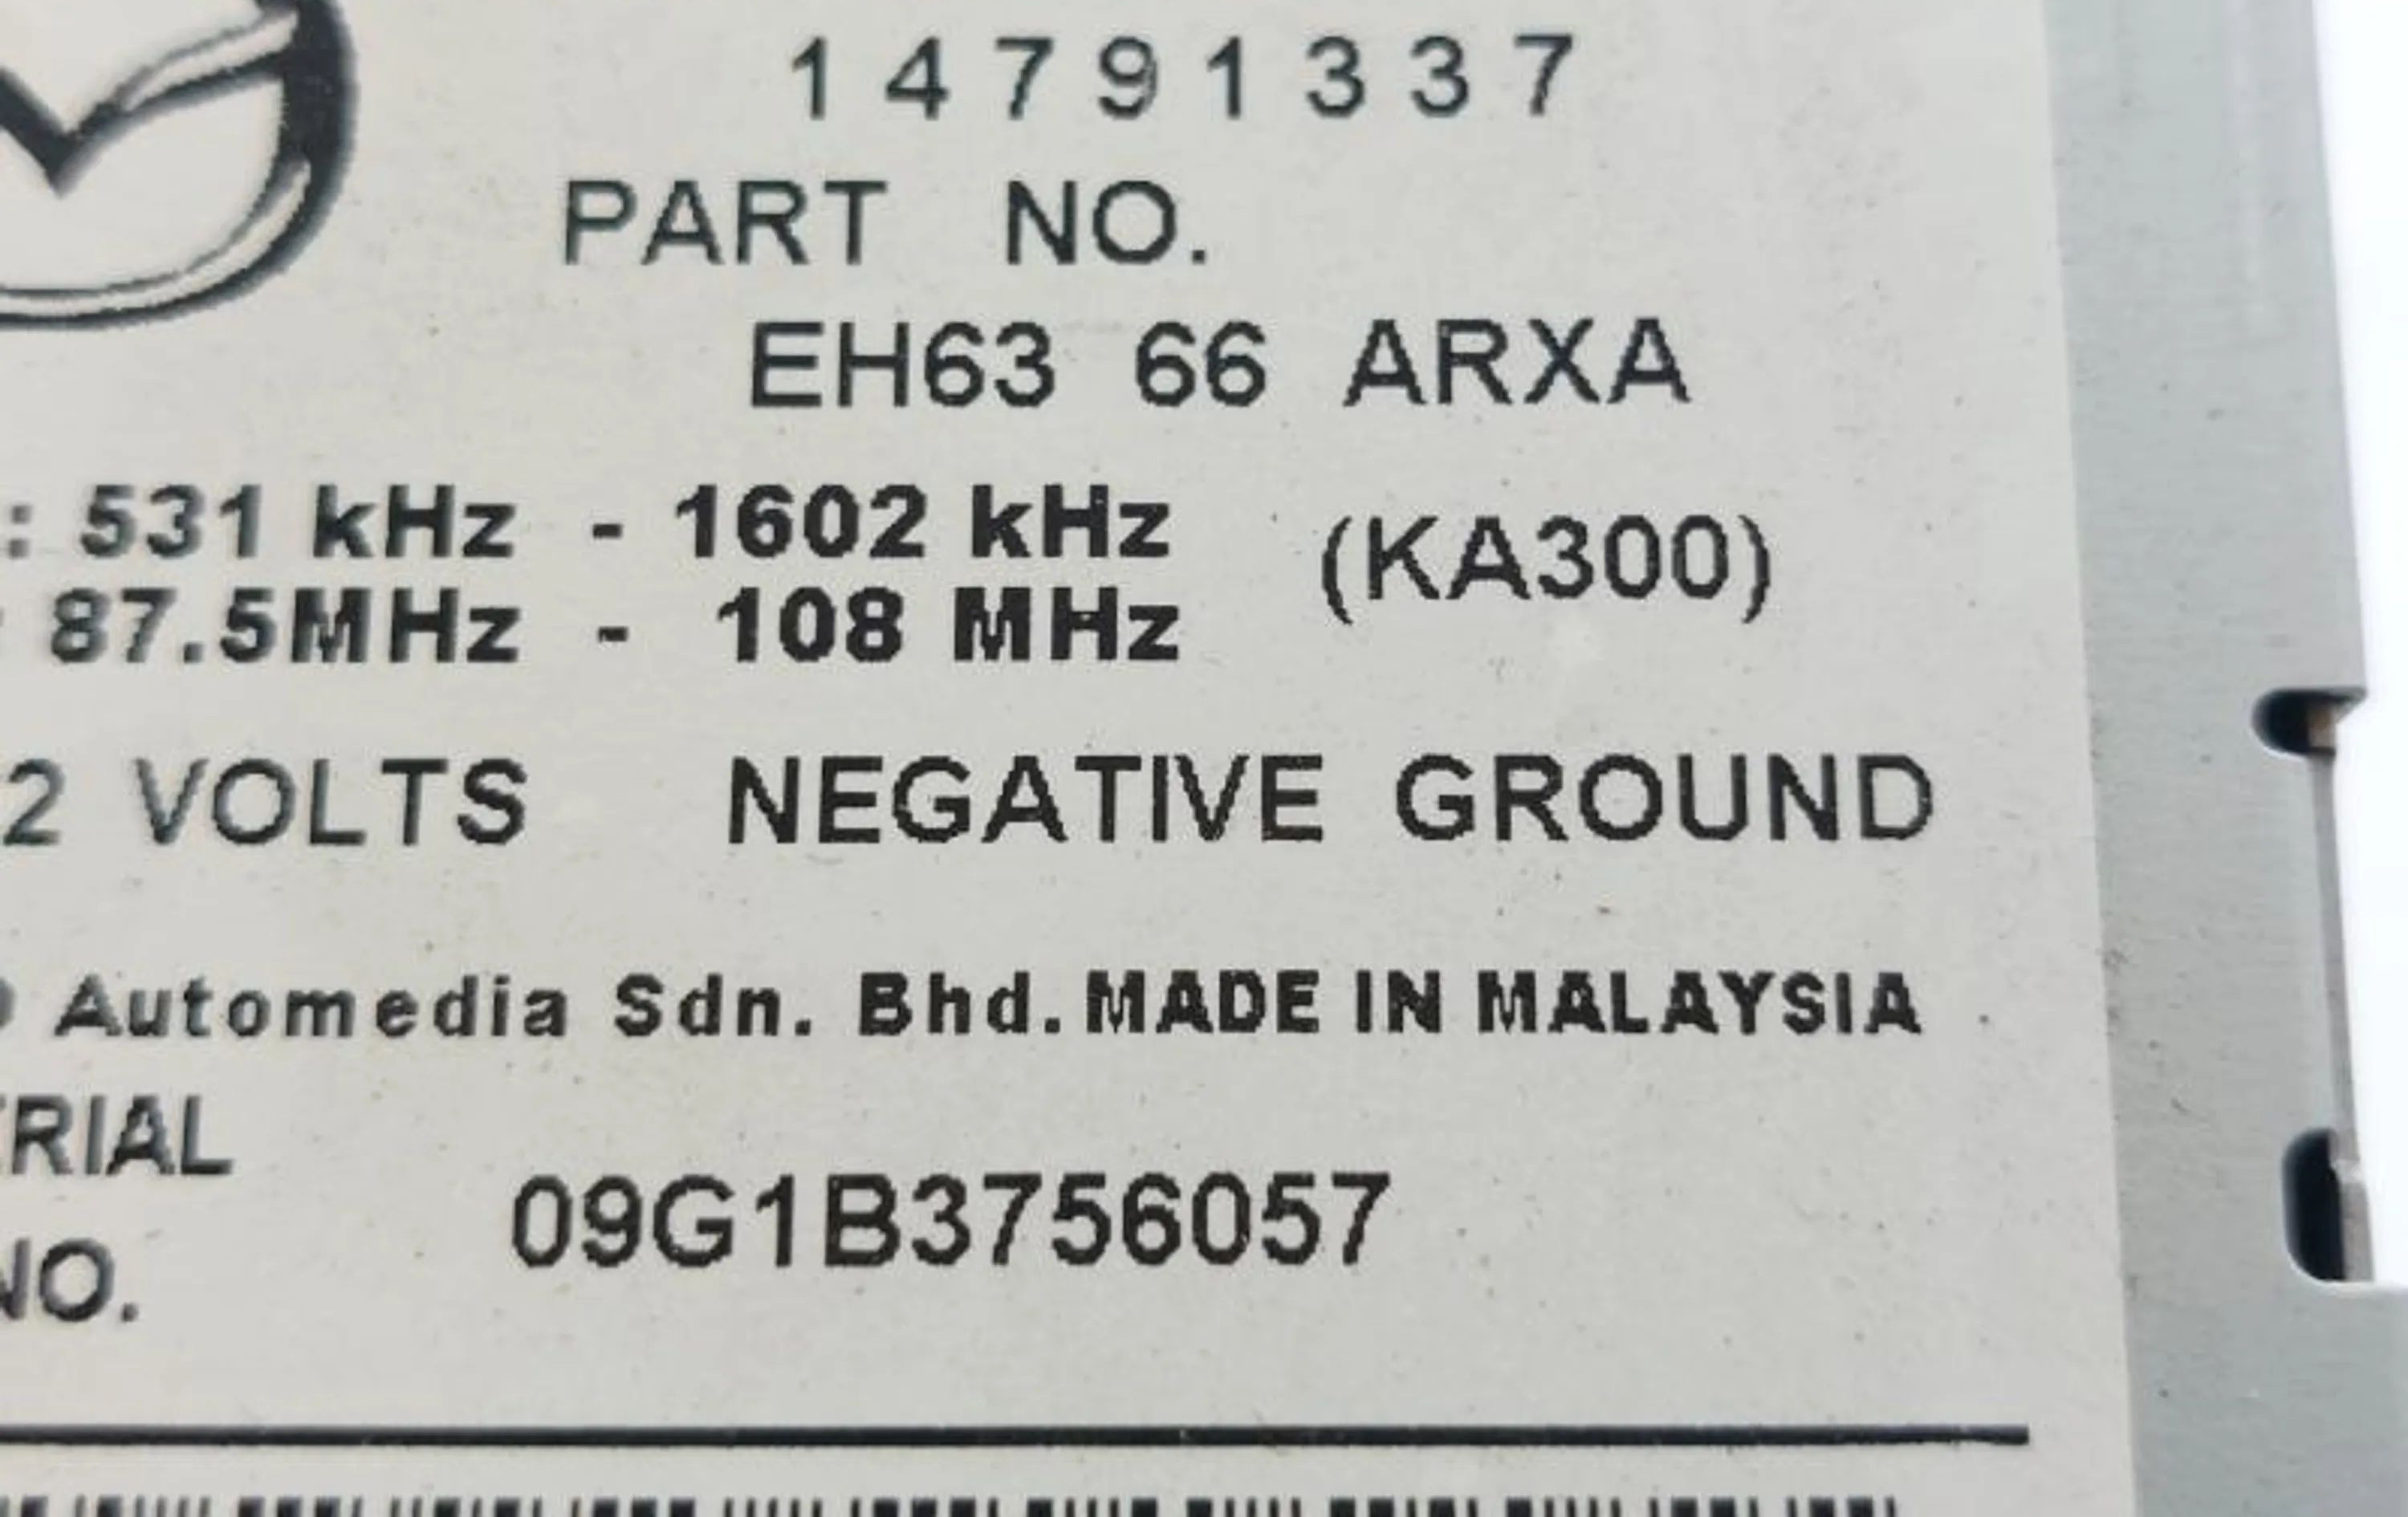 14791337
PART NO.
EH63 66 ARXA
: 531 kHz - 1602 kHz (KA300)
: 87.5MHz - 108 MHz
2 VOLTS NEGATIVE GROUND
Automedia Sdn. Bhd. MADE IN MALAYSIA
ERIAL
NO.
09G1B3756057